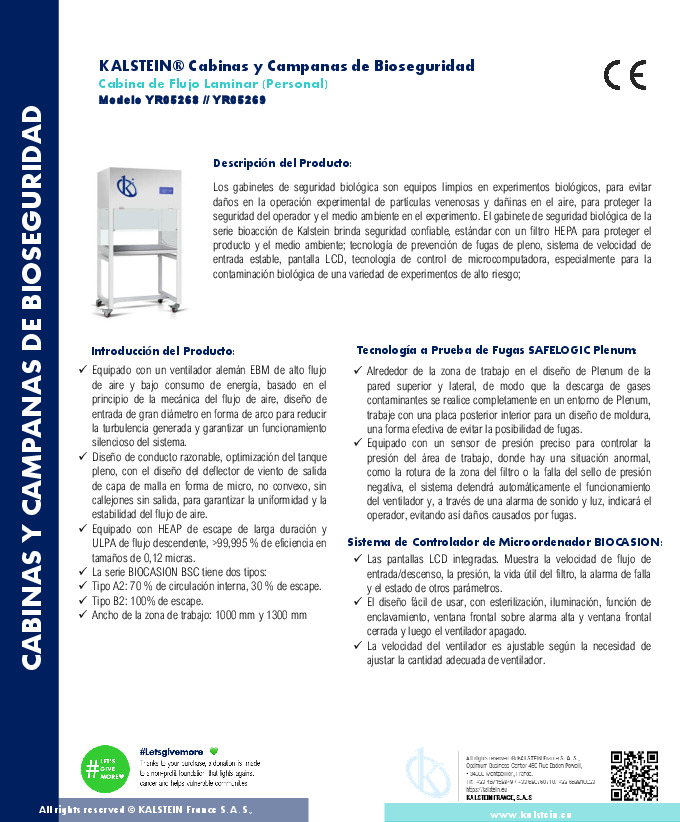 CABINAS Y CAMPANAS DE BIOSEGURIDAD
KALSTEIN® Cabinas y Campanas de Bioseguridad
Cabina de Flujo Laminar (Personal)
Modelo YR05268 // YR05269
CE
Descripción del Producto:
Los gabinetes de seguridad biológica son equipos limpios en experimentos biológicos, para evitar
daños en la operación experimental de partículas venenosas y dañinas en el aire, para proteger la
seguridad del operador y el medio ambiente en el experimento. El gabinete de seguridad biológica de la
serie bioacción de Kalstein brinda seguridad confiable, estándar con un filtro HEPA para proteger el
producto y el medio ambiente; tecnología de prevención de fugas de pleno, sistema de velocidad de
entrada estable, pantalla LCD, tecnología de control de microcomputadora, especialmente para la
contaminación biológica de una variedad de experimentos de alto riesgo;
Introducción del Producto:
✓ Equipado con un ventilador alemán EBM de alto flujo
de aire y bajo consumo de energía, basado en el
principio de la mecánica del flujo de aire, diseño de
entrada de gran diámetro en forma de arco para reducir
la turbulencia generada y garantizar un funcionamiento
silencioso del sistema.
✓ Diseño de conducto razonable, optimización del tanque
pleno, con el diseño del deflector de viento de salida
de capa de malla en forma de micro, no convexo, sin
callejones sin salida, para garantizar la uniformidad y la
estabilidad del flujo de aire.
✓ Equipado con HEAP de escape de larga duración y
ULPA de flujo descendente, >99,995 % de eficiencia en
tamaños de 0,12 micras.
✓ La serie BIOCASION BSC tiene dos tipos:
✓ Tipo A2: 70 % de circulación interna, 30 % de escape.
✓ Tipo B2: 100% de escape.
✓ Ancho de la zona de trabajo: 1000 mm y 1300 mm
Tecnología a Prueba de Fugas SAFELOGIC Plenum:
✓ Alrededor de la zona de trabajo en el diseño de Plenum de la
pared superior y lateral, de modo que la descarga de gases
contaminantes se realice completamente en un entorno de Plenum,
trabaje con una placa posterior interior para un diseño de moldura,
una forma efectiva de evitar la posibilidad de fugas.
✓ Equipado con un sensor de presión preciso para controlar la
presión del área de trabajo, donde hay una situación anormal,
como la rotura de la zona del filtro o la falla del sello de presión
negativa, el sistema detendrá automáticamente el funcionamiento
del ventilador y, a través de una alarma de sonido y luz, indicará el
operador, evitando así daños causados por fugas.
Sistema de Controlador de Microordenador BIOCASION:
✓ Las pantallas LCD integradas. Muestra la velocidad de flujo de
entrada/descenso, la presión, la vida útil del filtro, la alarma de falla
y el estado de otros parámetros.
✓ El diseño fácil de usar, con esterilización, iluminación, función de
enclavamiento, ventana frontal sobre alarma alta y ventana frontal
cerrada y luego el ventilador apagado.
✓ La velocidad del ventilador es ajustable según la necesidad de
ajustar la cantidad adecuada de ventilador.
# LET'S
GIVE
MORE
#Letsgivemore
Thanks to your purchase, a donation is made
to a non-profit foundation that fights against
cancer and helps vulnerable communities
All rights reserved © KALSTEIN France S. A. S.,
KALSTEIN FRANCE, S.A.S
All rights reserved © KALSTEIN France S.A.S.,
www.kalstein.eu